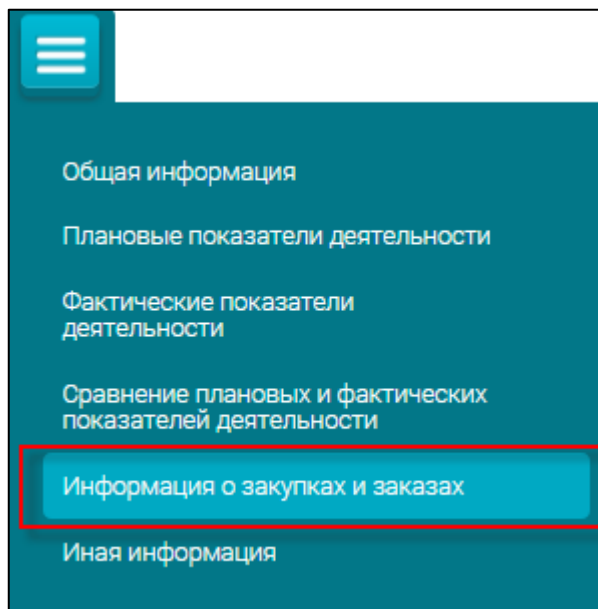 Общая информация
Плановые показатели деятельности
Фактические показатели
деятельности
Сравнение плановых и фактических
показателей деятельности
Информация о закупках и заказах
Иная информация